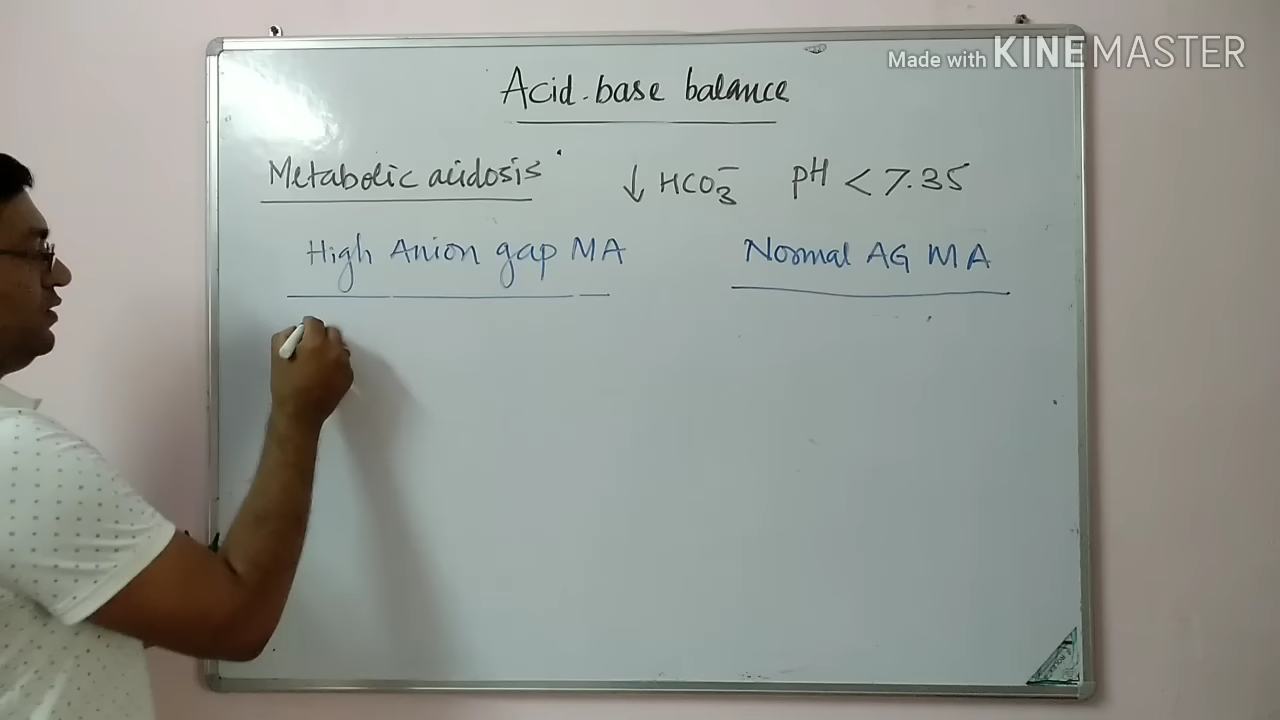 Made with KINEMASTER
Acid-base balance
Metabolic acidosis ↓ HCO₃⁻ pH < 7.35
High Anion gap MA Normal AG MA